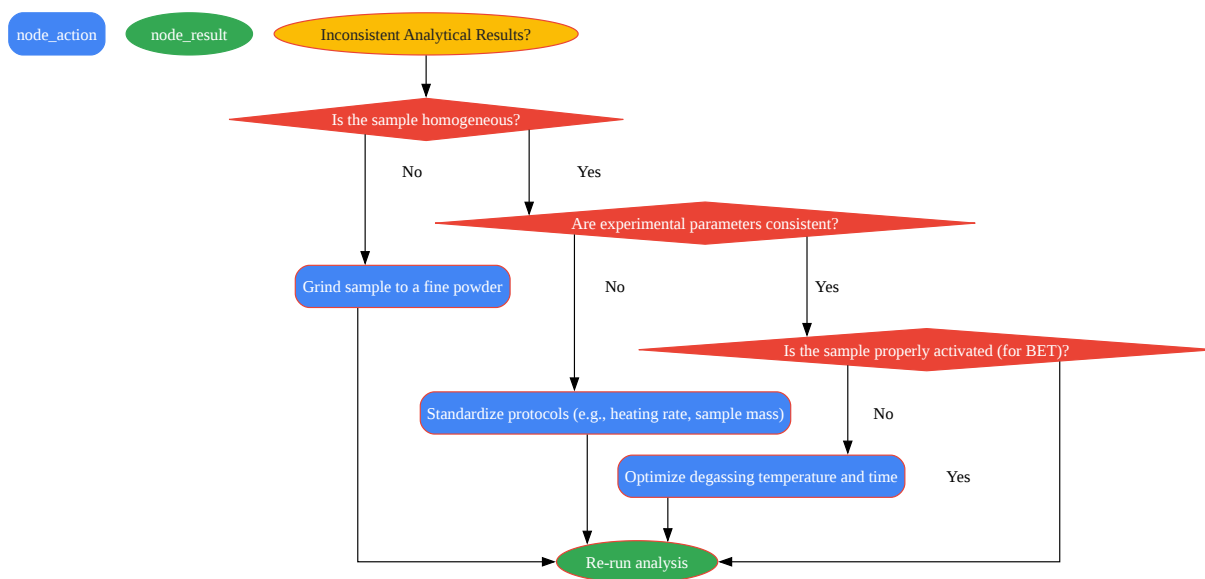 node_action
node_result
Inconsistent Analytical Results?
Is the sample homogeneous?
No
Yes
Are experimental parameters consistent?
Grind sample to a fine powder
No
Yes
Is the sample properly activated (for BET)?
Standardize protocols (e.g., heating rate, sample mass)
No
Optimize degassing temperature and time
Yes
Re-run analysis